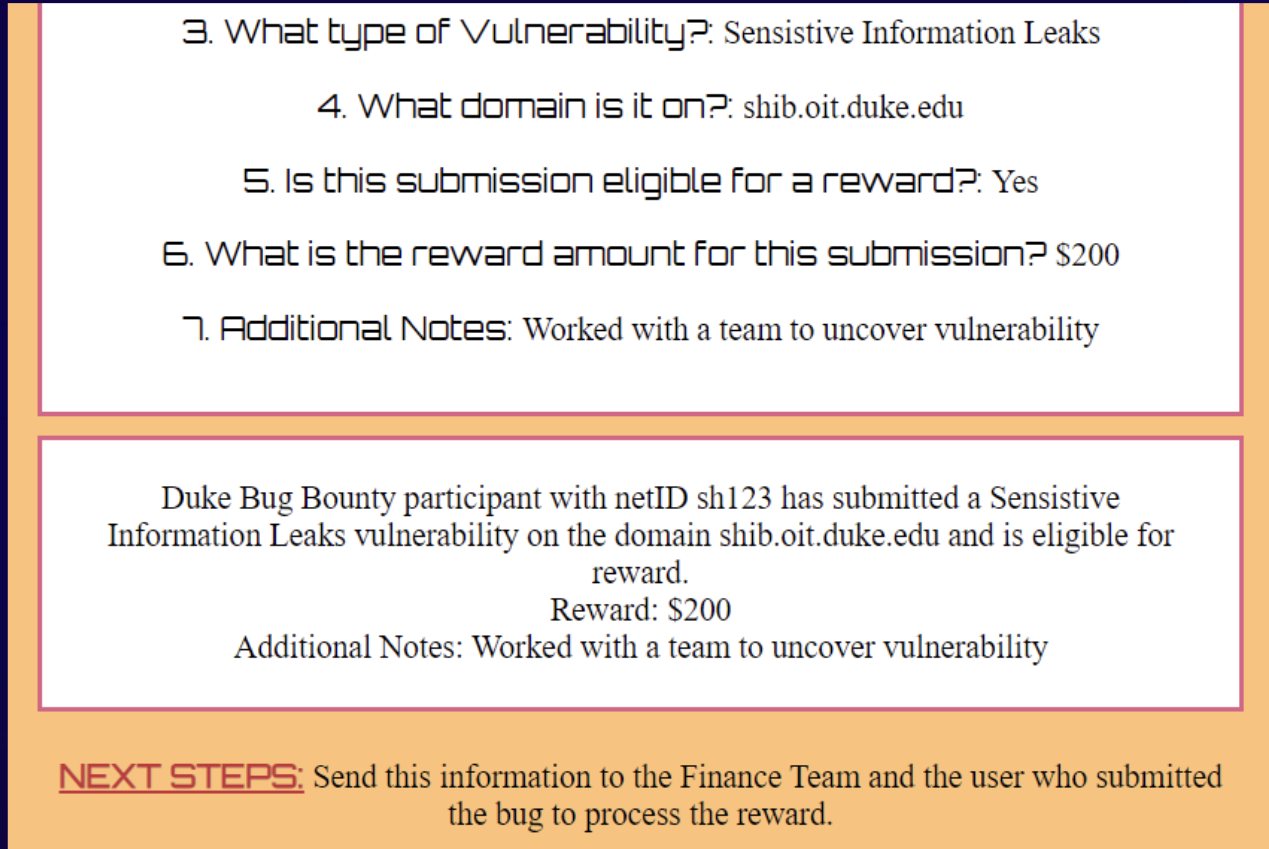 3. What type of Vulnerability?: Sensistive Information Leaks
4. What domain is it on?: shib.oit.duke.edu
5. Is this submission eligible for a reward?: Yes
6. What is the reward amount for this submission? $200
7. Additional Notes: Worked with a team to uncover vulnerability
Duke Bug Bounty participant with netID sh123 has submitted a Sensistive
Information Leaks vulnerability on the domain shib.oit.duke.edu and is eligible for
reward.
Reward: $200
Additional Notes: Worked with a team to uncover vulnerability
NEXT STEPS: Send this information to the Finance Team and the user who submitted
the bug to process the reward.